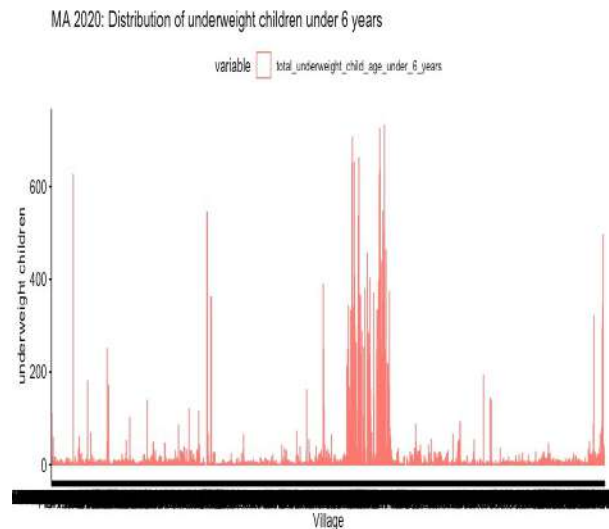 MA 2020: Distribution of underweight children under 6 years
variable total_underweight_child_age_under_6_years
underweight children
600
400
200
0
Village